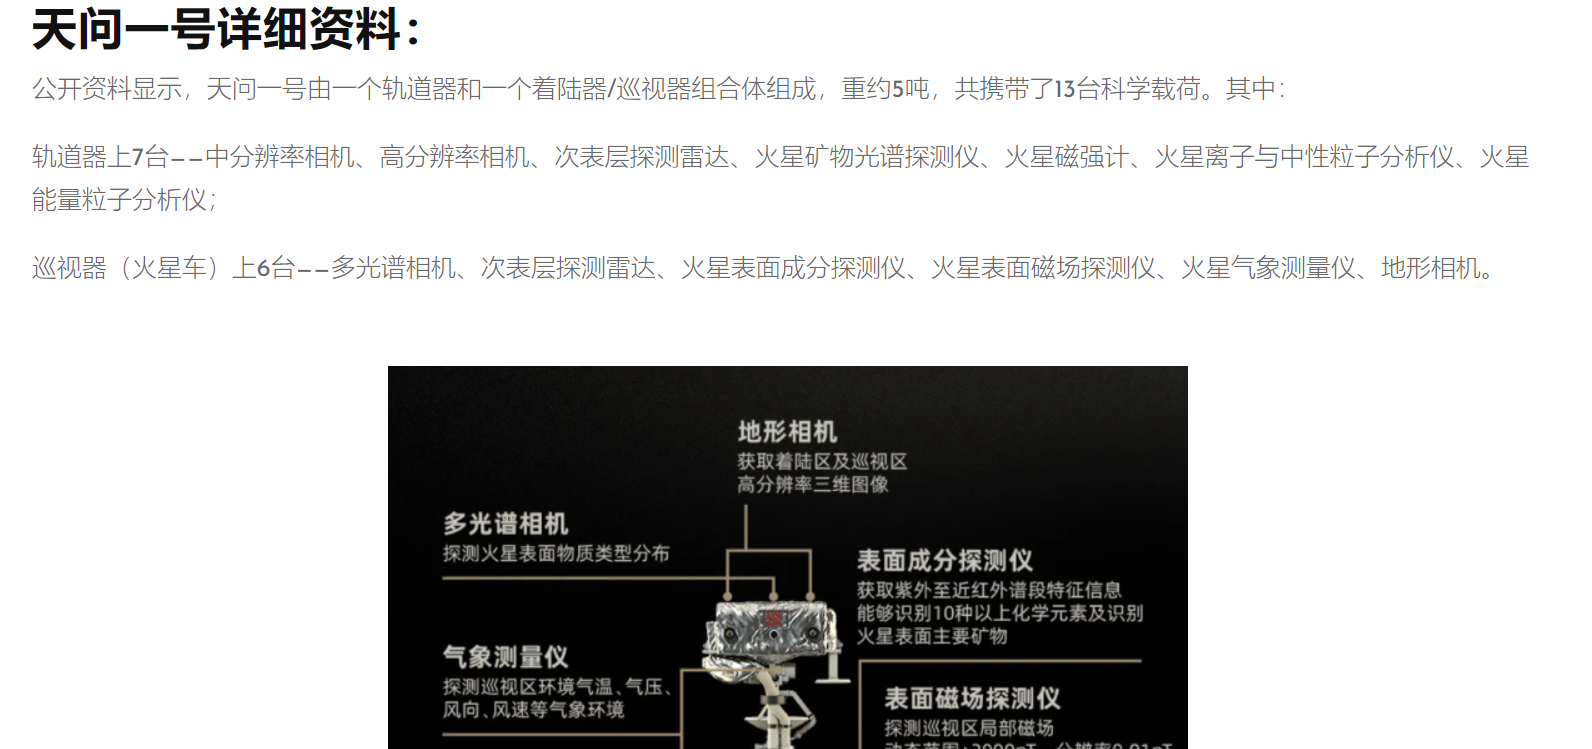 天问一号详细资料：
公开资料显示，天问一号由一个轨道器和一个着陆器/巡视器组合体组成，重约5吨，共携带了13台科学载荷。其中：
轨道器上7台——中分辨率相机、高分辨率相机、次表层探测雷达、火星矿物光谱探测仪、火星磁强计、火星离子与中性粒子分析仪、火星
能量粒子分析仪；
巡视器（火星车）上6台——多光谱相机、次表层探测雷达、火星表面成分探测仪、火星表面磁场探测仪、火星气象测量仪、地形相机。
地形相机
获取着陆区及巡视区
高分辨率三维图像
多光谱相机
探测火星表面物质类型分布
表面成分探测仪
获取紫外至近红外谱段特征信息
能够识别10种以上化学元素及识别
火星表面主要矿物
气象测量仪
探测巡视区环境气温、气压、
风向、风速等气象环境
表面磁场探测仪
探测巡视区局部磁场